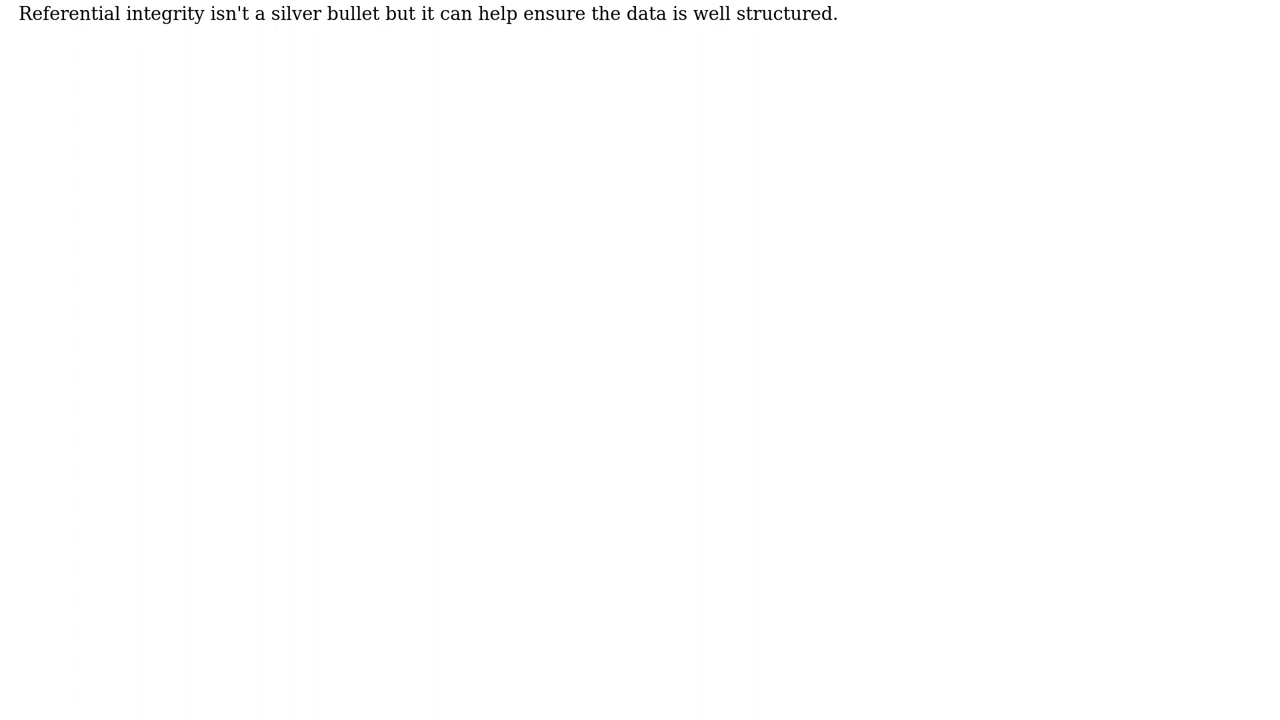 Referential integrity isn't a silver bullet but it can help ensure the data is well structured.